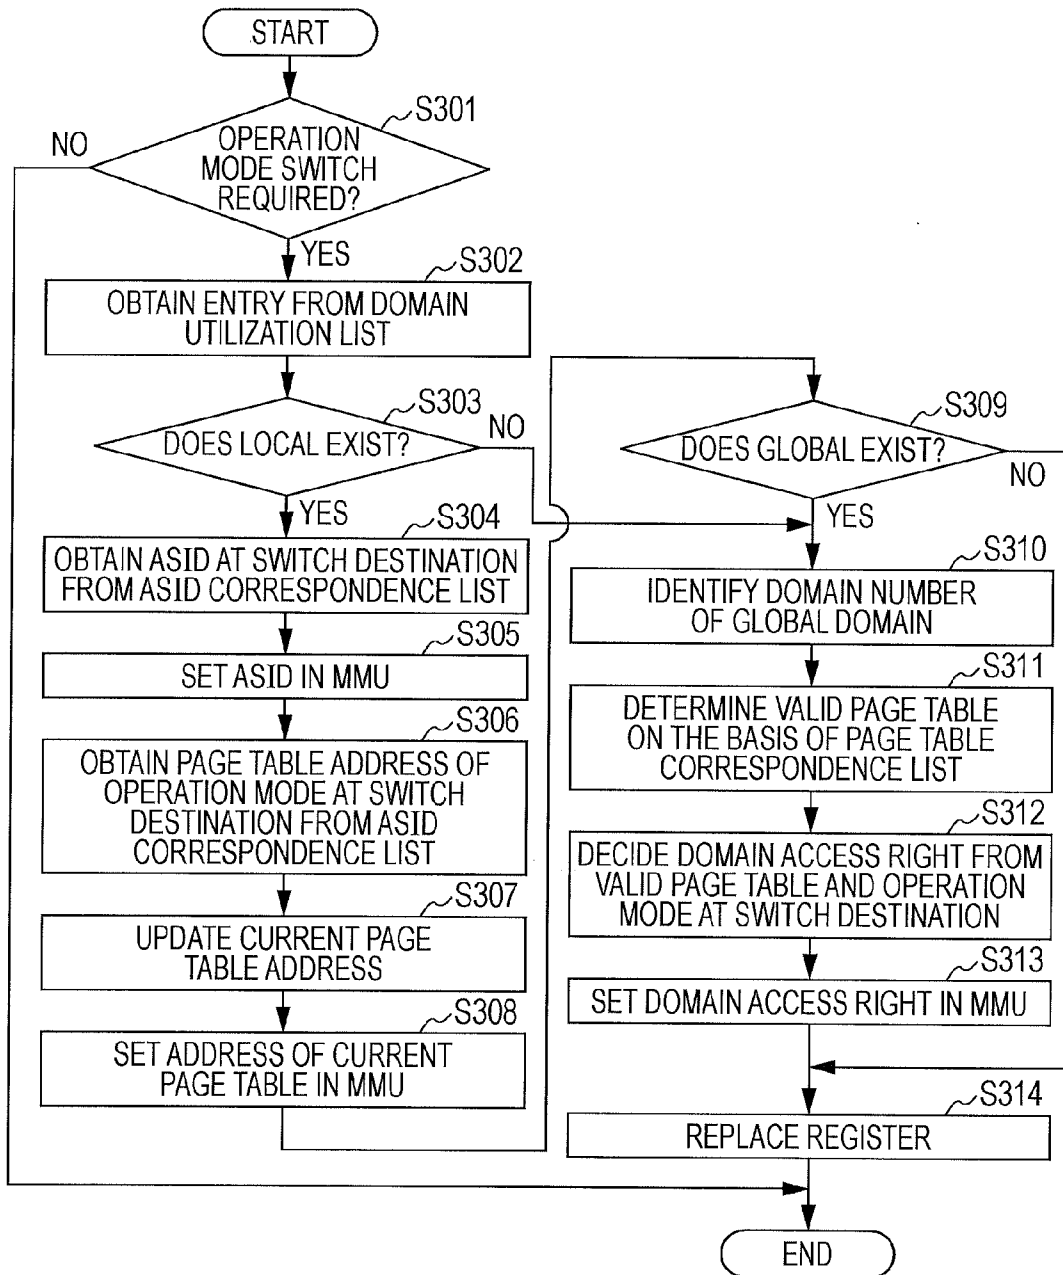 START
S301
NO
OPERATION
MODE SWITCH
REQUIRED?
YES
S302
OBTAIN ENTRY FROM DOMAIN
UTILIZATION LIST
S303
DOES LOCAL EXIST?
NO
YES
S304
OBTAIN ASID AT SWITCH DESTINATION
FROM ASID CORRESPONDENCE LIST
S305
SET ASID IN MMU
S306
OBTAIN PAGE TABLE ADDRESS OF
OPERATION MODE AT SWITCH
DESTINATION FROM ASID
CORRESPONDENCE LIST
S307
UPDATE CURRENT PAGE
TABLE ADDRESS
S308
SET ADDRESS OF CURRENT
PAGE TABLE IN MMU
S309
DOES GLOBAL EXIST?
NO
YES
S310
IDENTIFY DOMAIN NUMBER
OF GLOBAL DOMAIN
S311
DETERMINE VALID PAGE TABLE
ON THE BASIS OF PAGE TABLE
CORRESPONDENCE LIST
S312
DECIDE DOMAIN ACCESS RIGHT FROM
VALID PAGE TABLE AND OPERATION
MODE AT SWITCH DESTINATION
S313
SET DOMAIN ACCESS RIGHT IN MMU
S314
REPLACE REGISTER
END